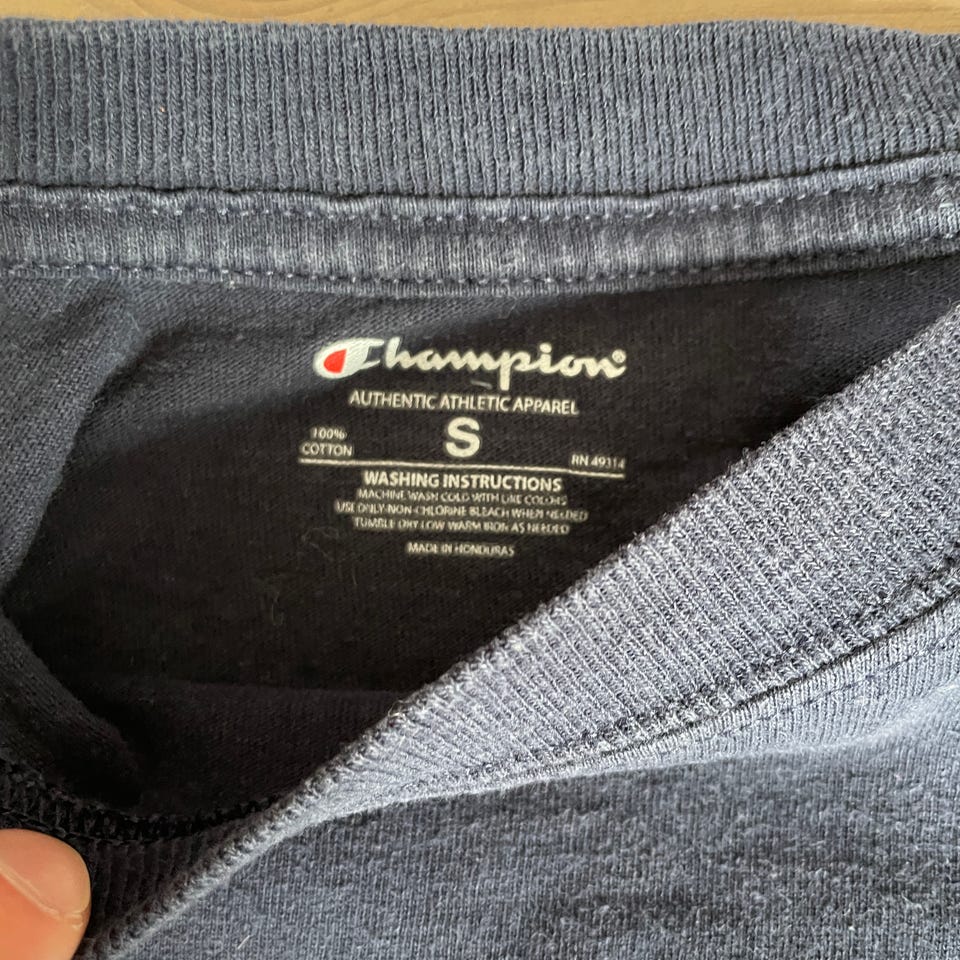 Champion®
AUTHENTIC ATHLETIC APPAREL
S
100%
COTTON
RN 49314
WASHING INSTRUCTIONS
MACHINE WASH COLD WITH LIKE COLORS
USE ONLY NON-CHLORINE BLEACH WHEN NEEDED
TUMBLE DRY LOW WARM IRON AS NEEDED
MADE IN HONDURAS